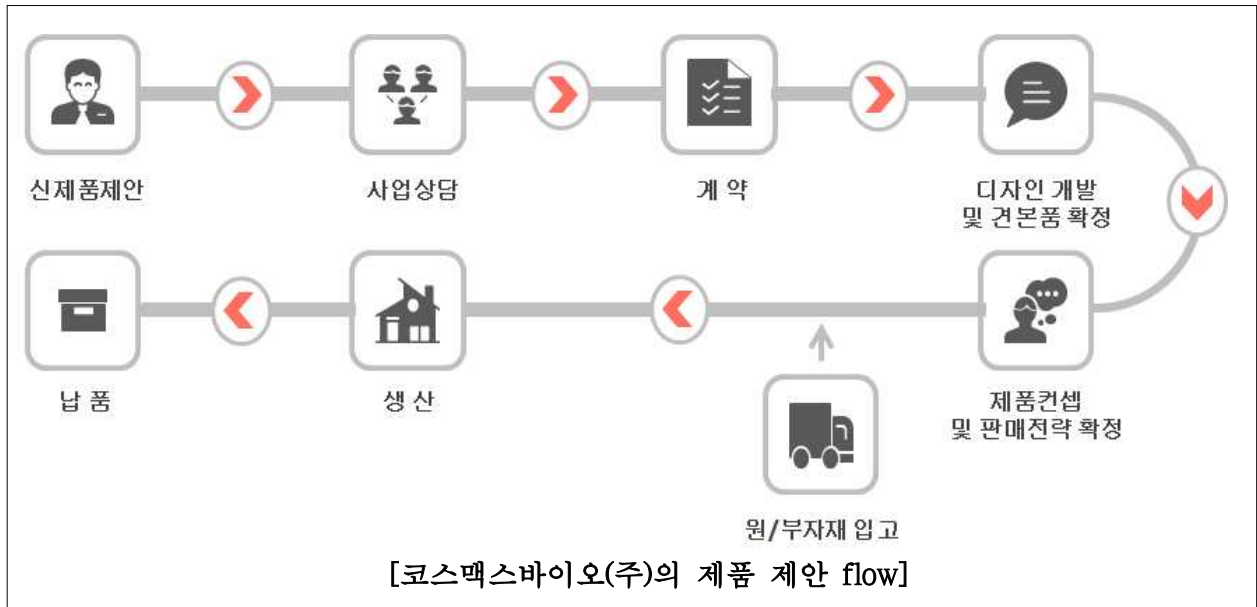 신제품제안
사업상담
계 약
디자인 개발
및 견본품 확정
제품컨셉
및 판매전략 확정
원/부자재 입고
생 산
납 품
[코스맥스바이오(주)의 제품 제안 flow]